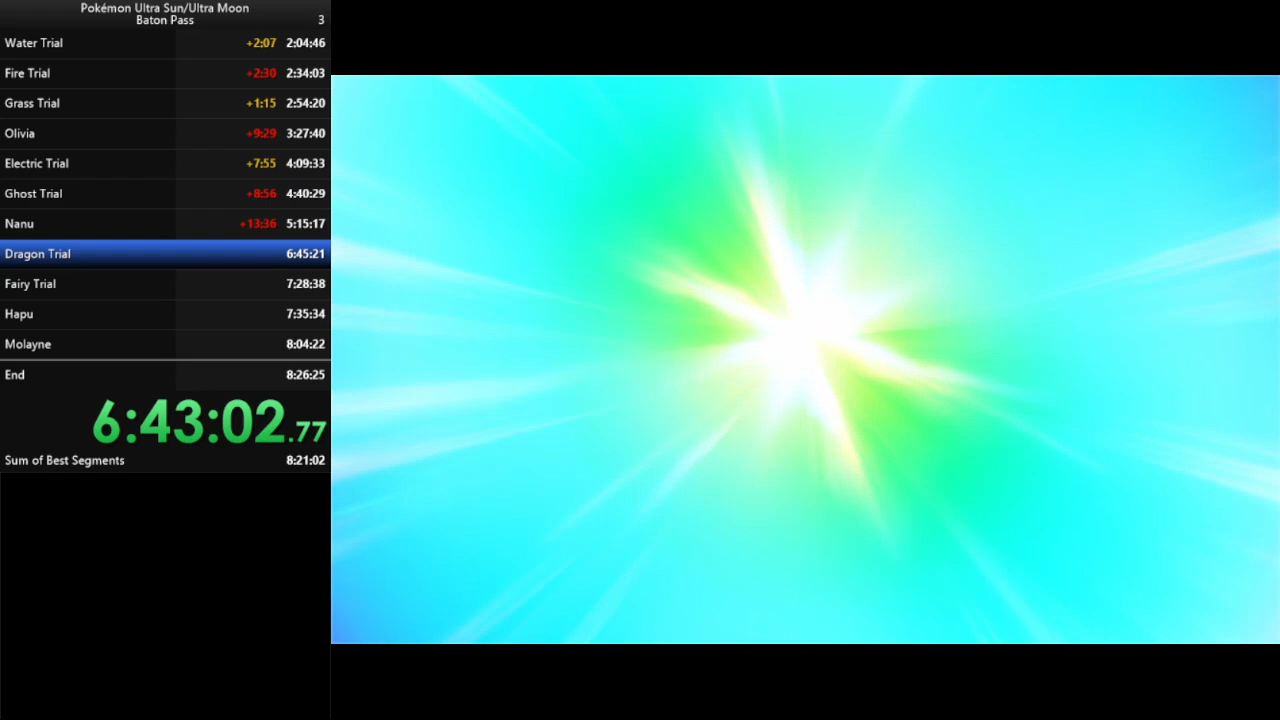 Pokémon Ultra Sun/Ultra Moon
Baton Pass 3
Water Trial +2:07 2:04:46
Fire Trial +2:30 2:34:03
Grass Trial +1:15 2:54:20
Olivia +9:29 3:27:40
Electric Trial +7:55 4:09:33
Ghost Trial +8:56 4:40:29
Nanu +13:36 5:15:17
Dragon Trial 6:45:21
Fairy Trial 7:28:38
Hapu 7:35:34
Molayne 8:04:22
End 8:26:25
6:43:02.77
Sum of Best Segments 8:21:02